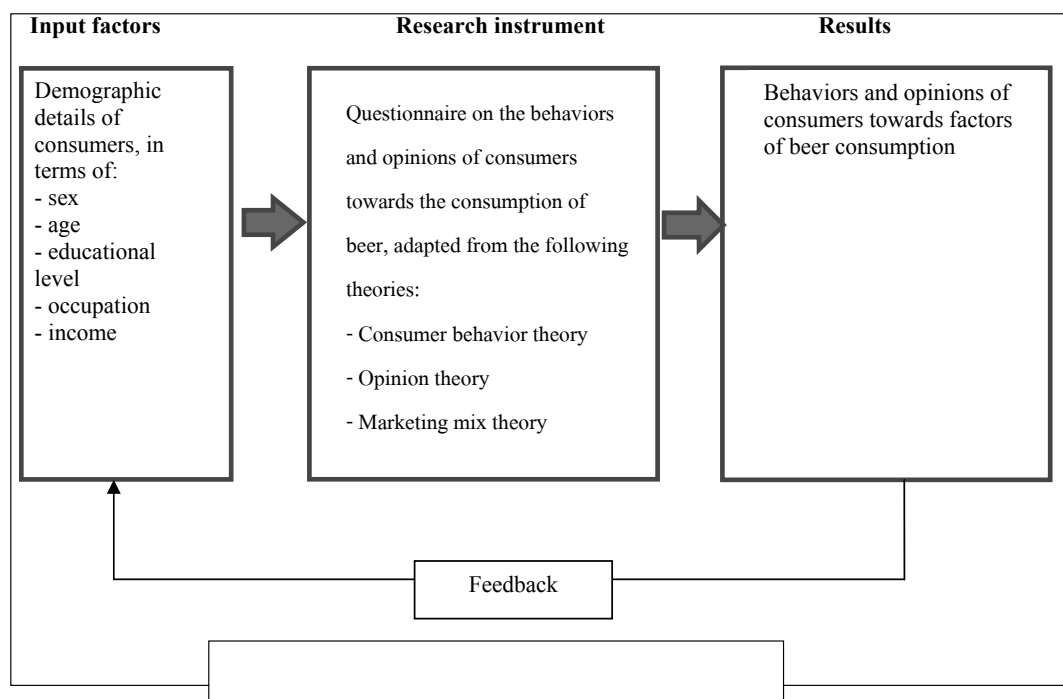 Input factors
Research instrument
Results
Demographic
details of
consumers, in
terms of:
- sex
- age
- educational
level
- occupation
- income
Questionnaire on the behaviors
and opinions of consumers
towards the consumption of
beer, adapted from the following
theories:
- Consumer behavior theory
- Opinion theory
- Marketing mix theory
Behaviors and opinions of
consumers towards factors
of beer consumption
Feedback